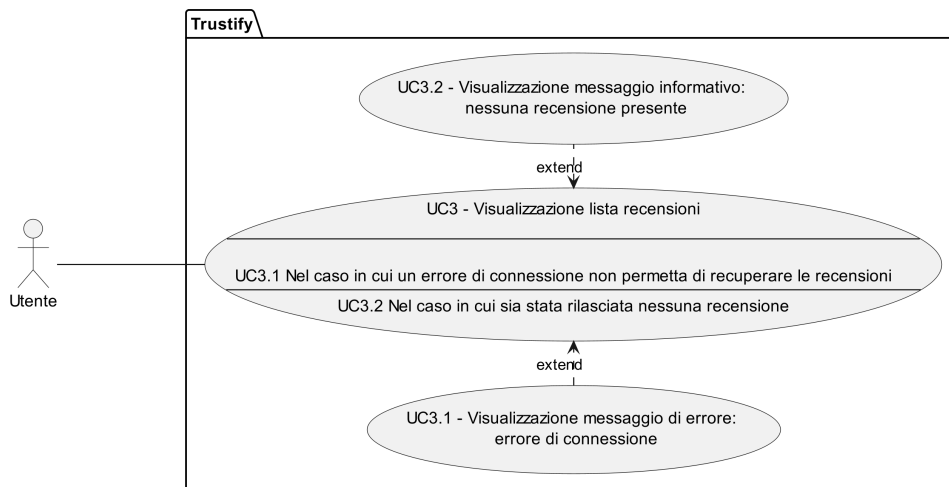 Trustify
UC3.2 - Visualizzazione messaggio informativo:
nessuna recensione presente
extend
UC3 - Visualizzazione lista recensioni
UC3.1 Nel caso in cui un errore di connessione non permetta di recuperare le recensioni
UC3.2 Nel caso in cui sia stata rilasciata nessuna recensione
Utente
extend
UC3.1 - Visualizzazione messaggio di errore:
errore di connessione